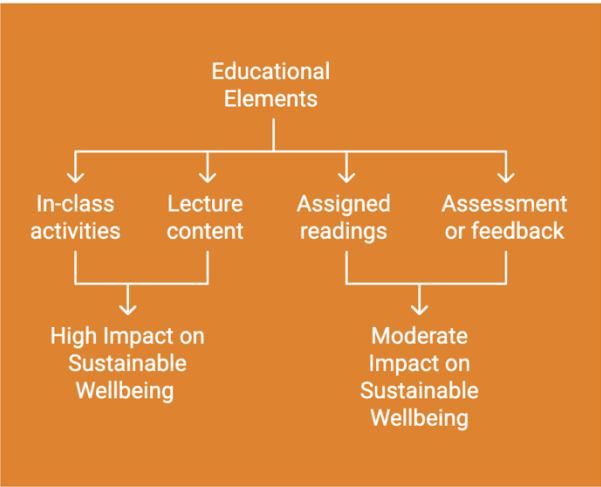 Educational
Elements
In-class
activities
Lecture
content
Assigned
readings
Assessment
or feedback
High Impact on
Sustainable
Wellbeing
Moderate
Impact on
Sustainable
Wellbeing